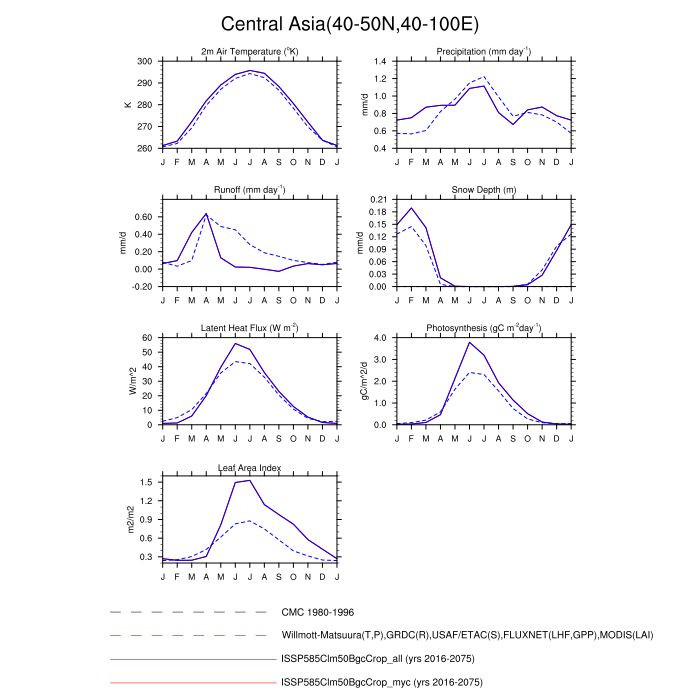 Central Asia(40-50N,40-100E)
2m Air Temperature (°K)
Precipitation (mm day⁻¹)
300
290
280
270
260
K
J F M A M J J A S O N D J
1.4
1.2
1.0
0.8
0.6
0.4
mm/d
J F M A M J J A S O N D J
Runoff (mm day⁻¹)
Snow Depth (m)
0.60
0.40
0.20
0.00
-0.20
mm/d
J F M A M J J A S O N D J
0.21
0.18
0.15
0.12
0.09
0.06
0.03
0.00
mm/d
J F M A M J J A S O N D J
Latent Heat Flux (W m⁻²)
Photosynthesis (gC m⁻²day⁻¹)
60
50
40
30
20
10
0
W/m^2
J F M A M J J A S O N D J
4.0
3.0
2.0
1.0
0.0
gC/m^2/d
J F M A M J J A S O N D J
Leaf Area Index
1.5
1.2
0.9
0.6
0.3
m2/m2
J F M A M J J A S O N D J
CMC 1980-1996
Willmott-Matsuura(T,P),GRDC(R),USAF/ETAC(S),FLUXNET(LHF,GPP),MODIS(LAI)
ISSP585Clm50BgcCrop_all (yrs 2016-2075)
ISSP585Clm50BgcCrop_myc (yrs 2016-2075)